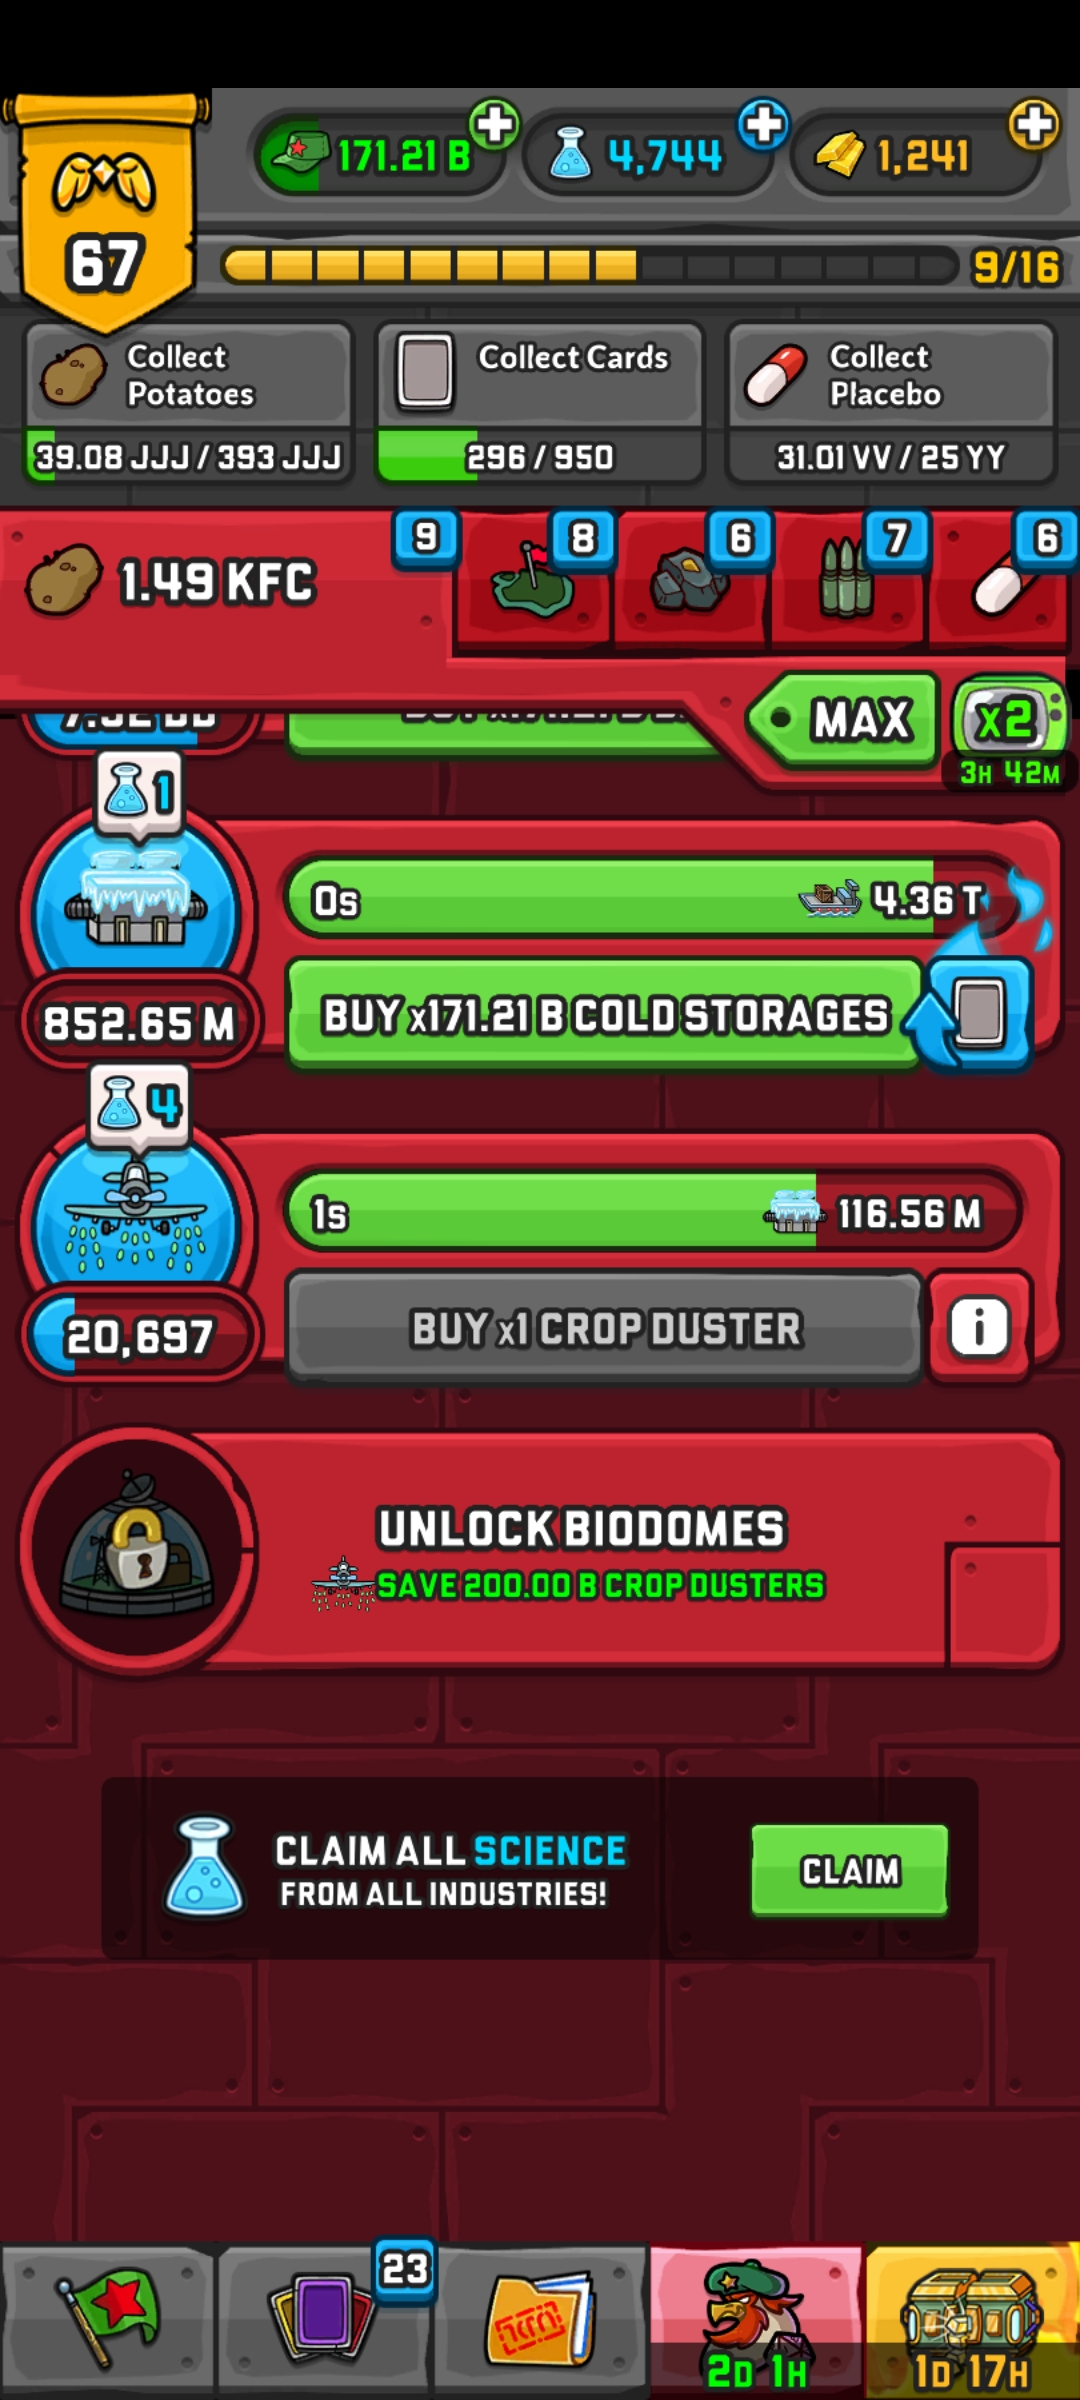 171.21 B
4,744
1,241
67
9/16
Collect
Potatoes
39.08 JJJ / 393 JJJ
Collect Cards
296 / 950
Collect
Placebo
31.01 VV / 25 YY
1.49 KFC
9
8
6
7
6
MAX
x2
3H 42M
1
0s
4.36 T
852.65 M
BUY x171.21 B COLD STORAGES
4
1s
116.56 M
20,697
BUY x1 CROP DUSTER
i
UNLOCK BIODOMES
SAVE 200.00 B CROP DUSTERS
CLAIM ALL SCIENCE
FROM ALL INDUSTRIES!
CLAIM
23
2D 1H
1D 17H